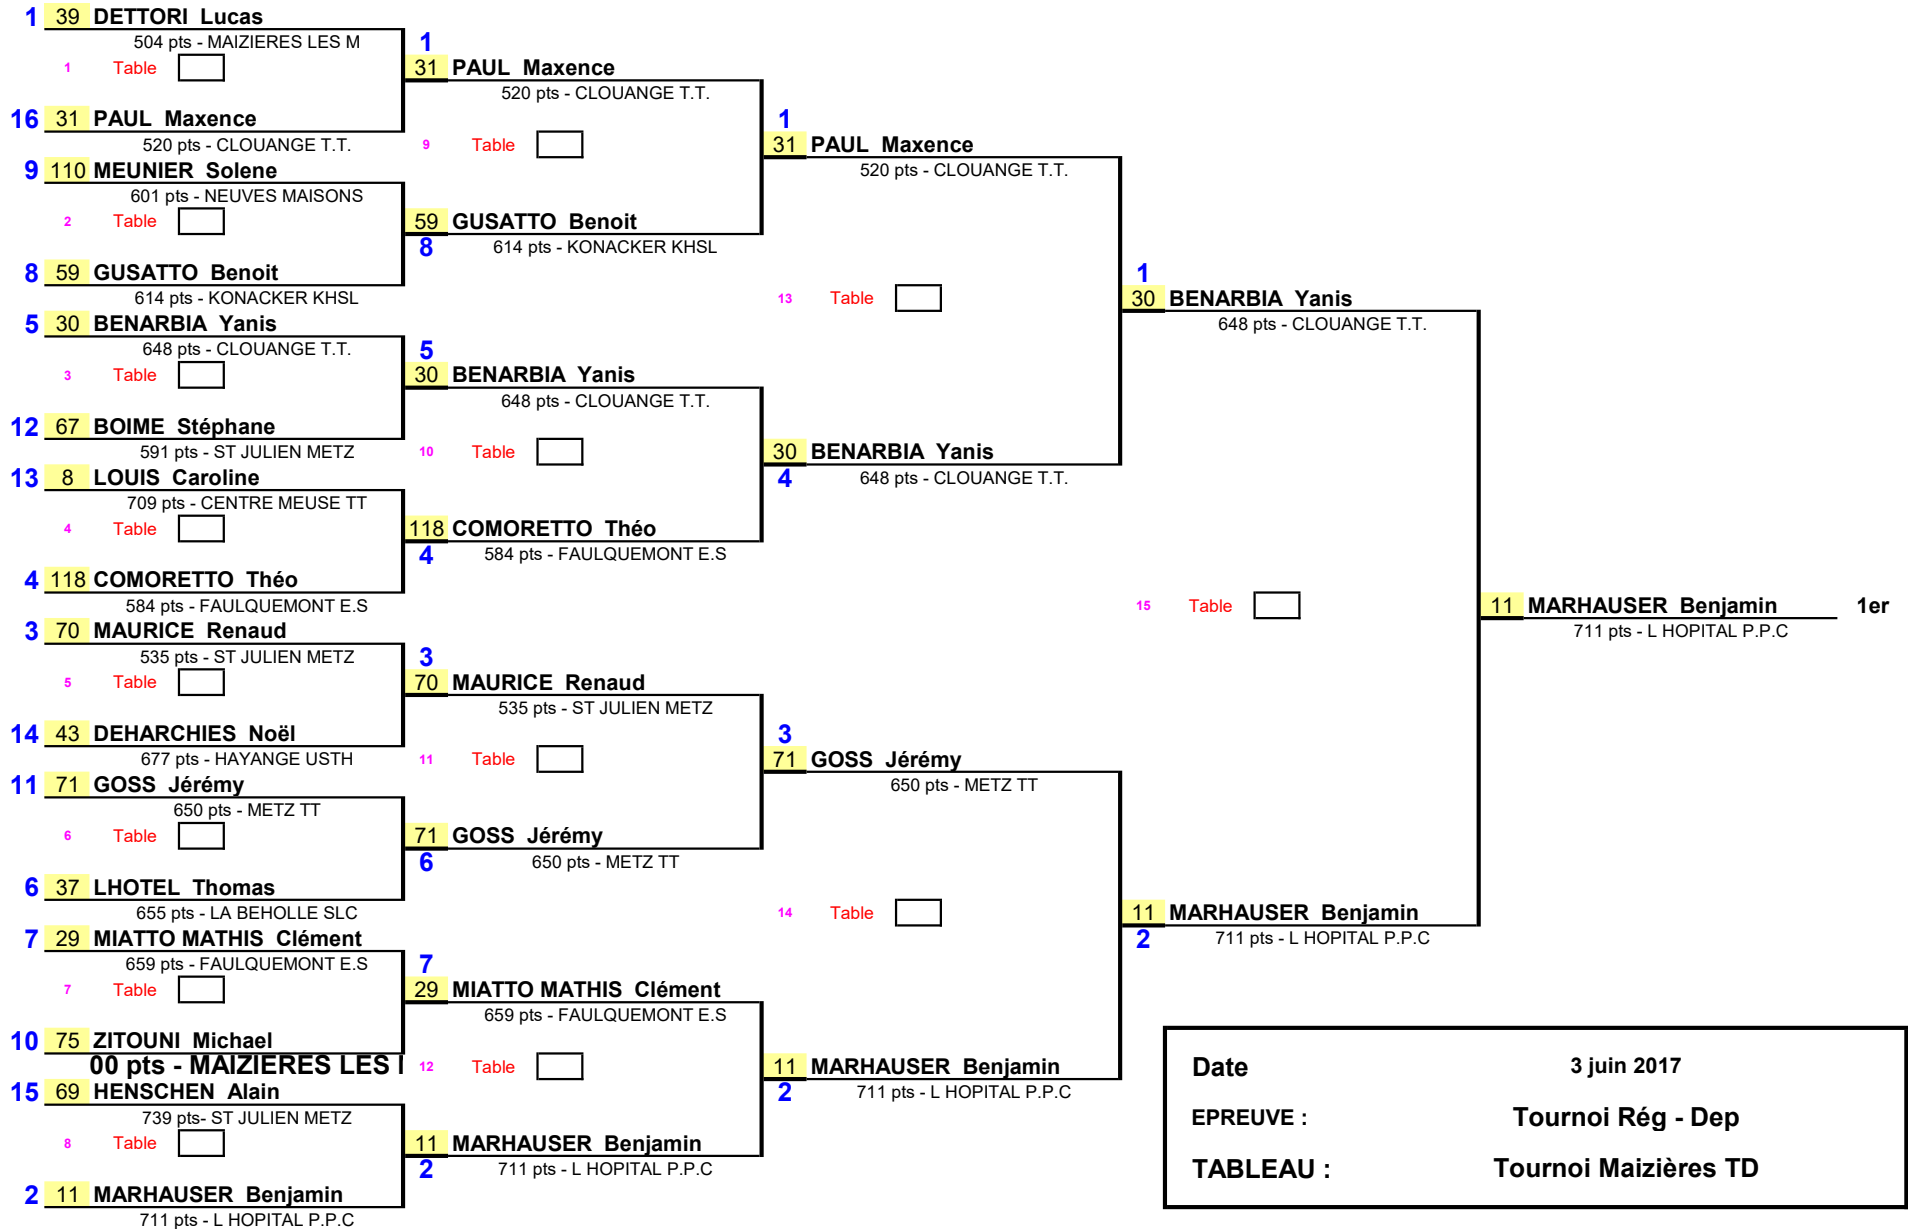 1 39 DETTORI Lucas
504 pts - MAIZIERES LES M
1 Table
16 31 PAUL Maxence
520 pts - CLOUANGE T.T.
9 110 MEUNIER Solene
601 pts - NEUVES MAISONS
2 Table
8 59 GUSATTO Benoit
614 pts - KONACKER KHSL
5 30 BENARBIA Yanis
648 pts - CLOUANGE T.T.
3 Table
12 67 BOIME Stéphane
591 pts - ST JULIEN METZ
13 8 LOUIS Caroline
709 pts - CENTRE MEUSE TT
4 Table
4 118 COMORETTO Théo
584 pts - FAULQUEMONT E.S
3 70 MAURICE Renaud
535 pts - ST JULIEN METZ
5 Table
14 43 DEHARCHIES Noël
677 pts - HAYANGE USTH
11 71 GOSS Jérémy
650 pts - METZ TT
6 Table
6 37 LHOTEL Thomas
655 pts - LA BEHOLLE SLC
7 29 MIATTO MATHIS Clément
659 pts - FAULQUEMONT E.S
7 Table
10 75 ZITOUNI Michael
00 pts - MAIZIERES LES
15 69 HENSCHEN Alain
739 pts- ST JULIEN METZ
8 Table
2 11 MARHAUSER Benjamin
711 pts - L HOPITAL P.P.C
1
31 PAUL Maxence
520 pts - CLOUANGE T.T.
9 Table
59 GUSATTO Benoit
8 614 pts - KONACKER KHSL
5
30 BENARBIA Yanis
648 pts - CLOUANGE T.T.
10 Table
118 COMORETTO Théo
4 584 pts - FAULQUEMONT E.S
3
70 MAURICE Renaud
535 pts - ST JULIEN METZ
11 Table
71 GOSS Jérémy
6 650 pts - METZ TT
7
29 MIATTO MATHIS Clément
659 pts - FAULQUEMONT E.S
12 Table
11 MARHAUSER Benjamin
2 711 pts - L HOPITAL P.P.C
1
31 PAUL Maxence
520 pts - CLOUANGE T.T.
13 Table
30 BENARBIA Yanis
4 648 pts - CLOUANGE T.T.
3
71 GOSS Jérémy
650 pts - METZ TT
14 Table
11 MARHAUSER Benjamin
2 711 pts - L HOPITAL P.P.C
1
30 BENARBIA Yanis
648 pts - CLOUANGE T.T.
15 Table
11 MARHAUSER Benjamin
2 711 pts - L HOPITAL P.P.C
11 MARHAUSER Benjamin 1er
711 pts - L HOPITAL P.P.C
Date 3 juin 2017
EPREUVE : Tournoi Rég - Dep
TABLEAU : Tournoi Maizières TD